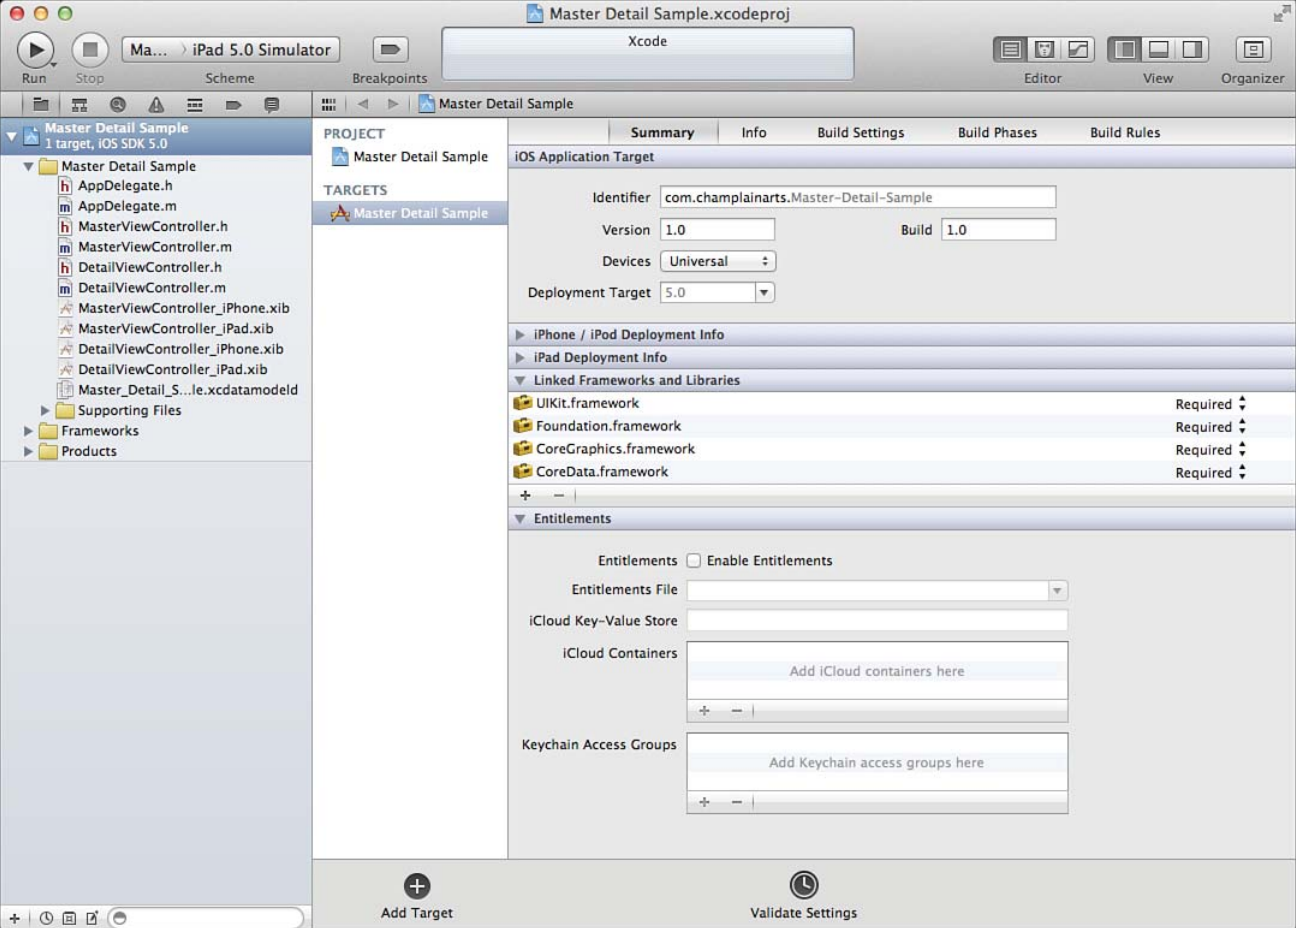 Master Detail Sample.xcodeproj
Ma... iPad 5.0 Simulator
Xcode
Run Stop Scheme Breakpoints Editor View Organizer
Master Detail Sample
Master Detail Sample
1 target, iOS SDK 5.0
Master Detail Sample
h AppDelegate.h
m AppDelegate.m
h MasterViewController.h
m MasterViewController.m
h DetailViewController.h
m DetailViewController.m
MasterViewController_iPhone.xib
MasterViewController_iPad.xib
DetailViewController_iPhone.xib
DetailViewController_iPad.xib
Master_Detail_S...le.xcdatamodeld
Supporting Files
Frameworks
Products
PROJECT
Master Detail Sample
TARGETS
Master Detail Sample
Summary Info Build Settings Build Phases Build Rules
iOS Application Target
Identifier com.champlainarts.Master-Detail-Sample
Version 1.0 Build 1.0
Devices Universal
Deployment Target 5.0
iPhone / iPod Deployment Info
iPad Deployment Info
Linked Frameworks and Libraries
UIKit.framework Required
Foundation.framework Required
CoreGraphics.framework Required
CoreData.framework Required
Entitlements
Entitlements Enable Entitlements
Entitlements File
iCloud Key-Value Store
iCloud Containers
Add iCloud containers here
Keychain Access Groups
Add Keychain access groups here
Add Target Validate Settings